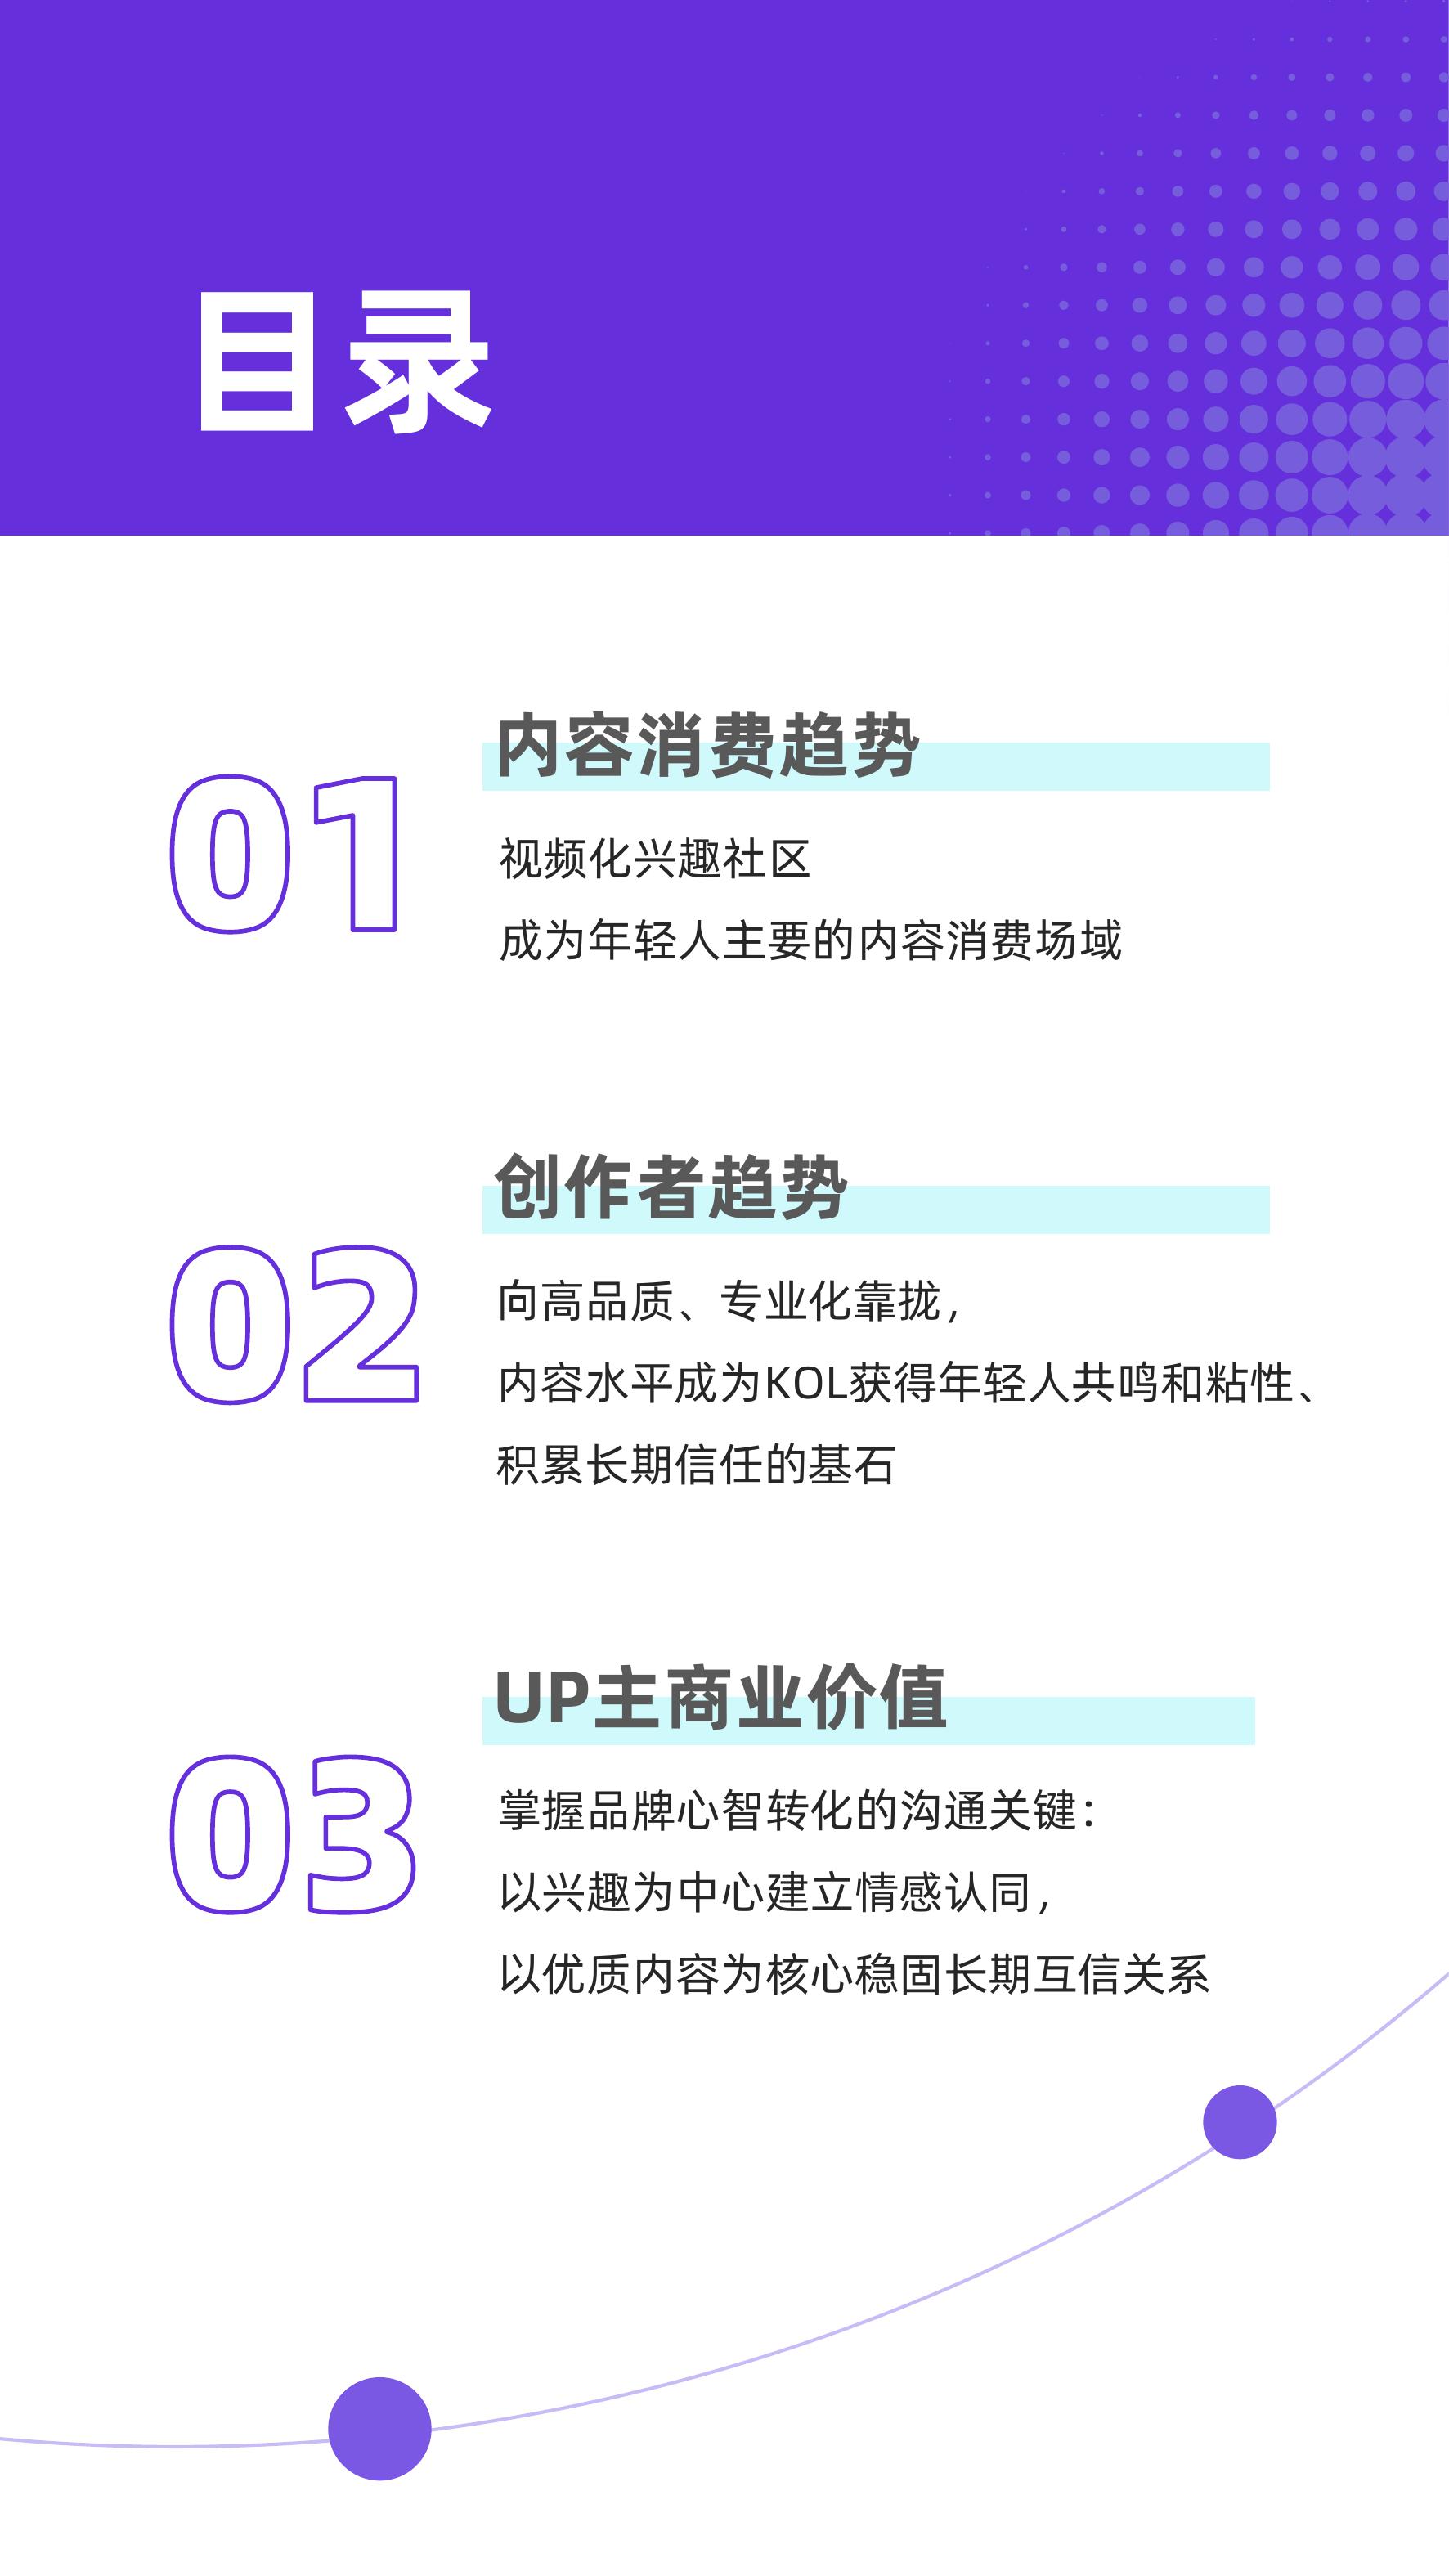 目录
01
内容消费趋势
视频化兴趣社区
成为年轻人主要的内容消费场域
02
创作者趋势
向高品质、专业化靠拢,
内容水平成为KOL获得年轻人共鸣和粘性、
积累长期信任的基石
03
UP主商业价值
掌握品牌心智转化的沟通关键：
以兴趣为中心建立情感认同，
以优质内容为核心稳固长期互信关系